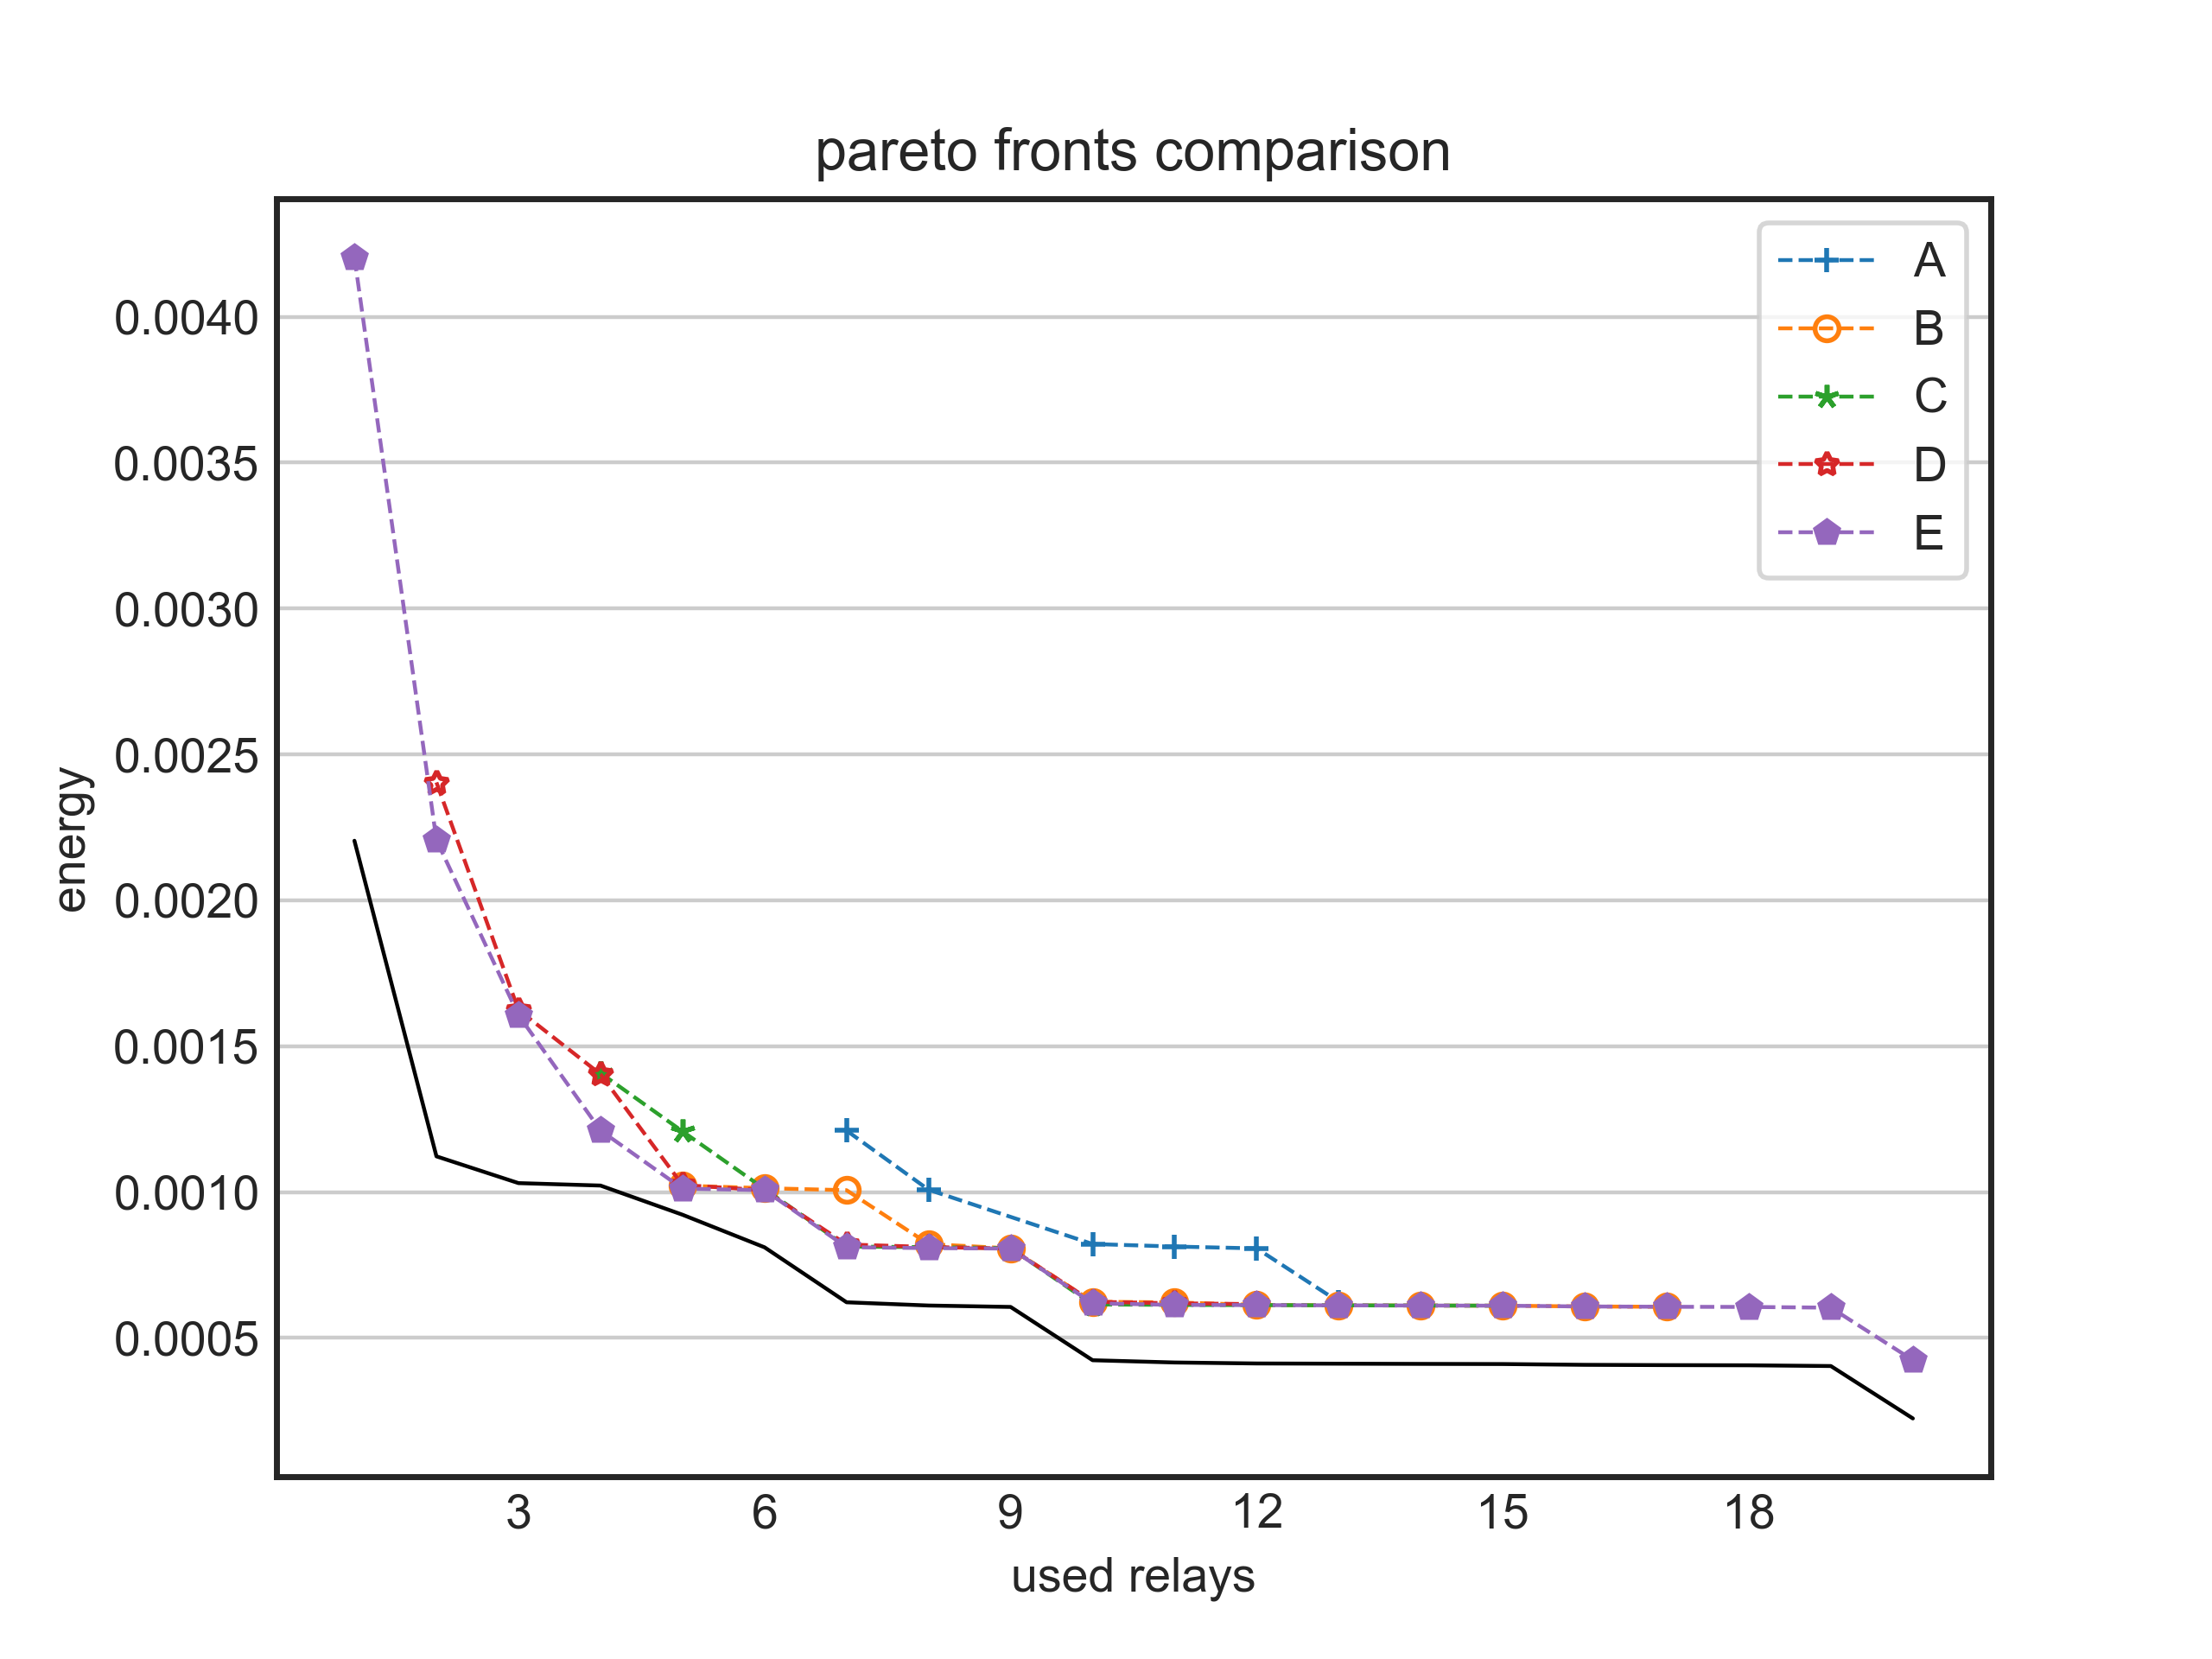 pareto fronts comparison
A
B
C
D
E
0.0040
0.0035
0.0030
0.0025
0.0020
0.0015
0.0010
0.0005
energy
3 6 9 12 15 18
used relays